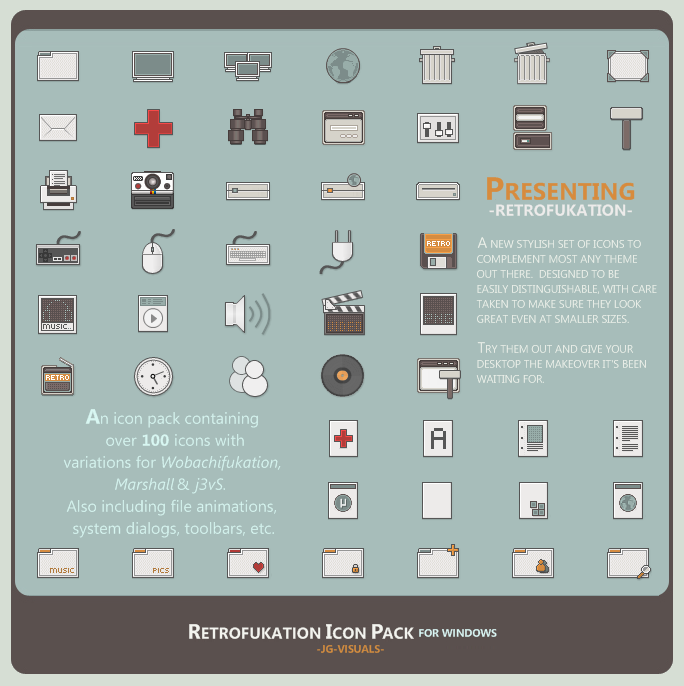 PRESENTING
-RETROFUKATION-
A NEW STYLISH SET OF ICONS TO
COMPLEMENT MOST ANY THEME
OUT THERE. DESIGNED TO BE
EASILY DISTINGUISHABLE, WITH CARE
TAKEN TO MAKE SURE THEY LOOK
GREAT EVEN AT SMALLER SIZES.
TRY THEM OUT AND GIVE YOUR
DESKTOP THE MAKEOVER IT'S BEEN
WAITING FOR.
RETRO
MUSIC..
RETRO
A
µ
An icon pack containing
over 100 icons with
variations for Wobachifukation,
Marshall & j3vS.
Also including file animations,
system dialogs, toolbars, etc.
MUSIC
PICS
RETROFUKATION ICON PACK FOR WINDOWS
-JG-VISUALS-